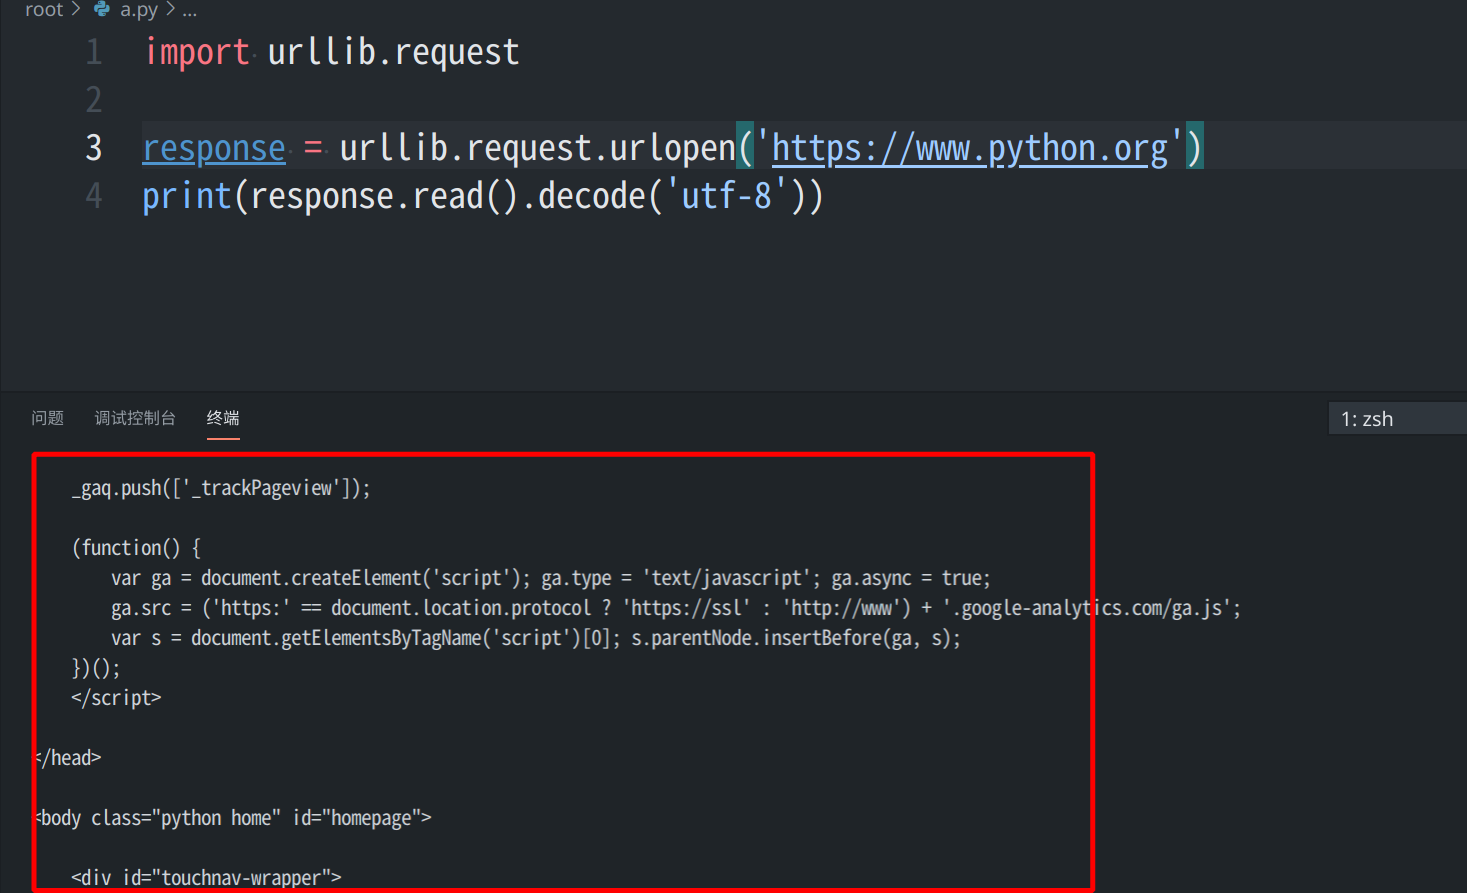 root > a.py > ...
1 import urllib.request
2
3 response = urllib.request.urlopen('https://www.python.org')
4 print(response.read().decode('utf-8'))
问题 调试控制台 终端 1: zsh
_gaq.push(['_trackPageview']);
(function() {
var ga = document.createElement('script'); ga.type = 'text/javascript'; ga.async = true;
ga.src = ('https:' == document.location.protocol ? 'https://ssl' : 'http://www') + '.google-analytics.com/ga.js';
var s = document.getElementsByTagName('script')[0]; s.parentNode.insertBefore(ga, s);
})();
</script>
</head>
<body class="python home" id="homepage">
<div id="touchnav-wrapper">